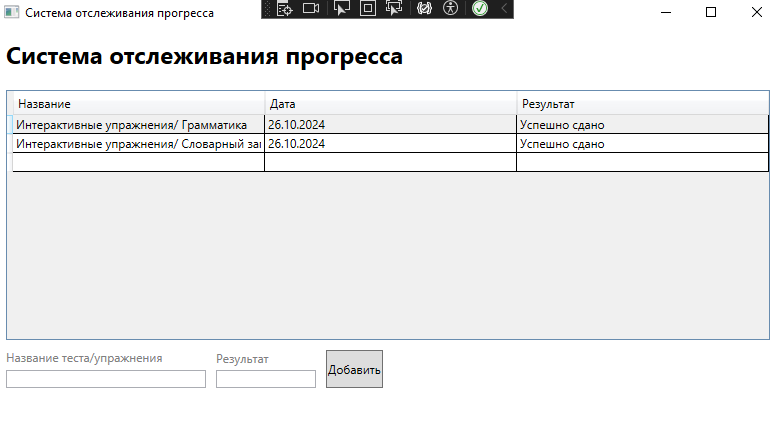 Система отслеживания прогресса
Система отслеживания прогресса
Название Дата Результат
Интерактивные упражнения/ Грамматика 26.10.2024 Успешно сдано
Интерактивные упражнения/ Словарный за 26.10.2024 Успешно сдано
Название теста/упражнения Результат
Добавить